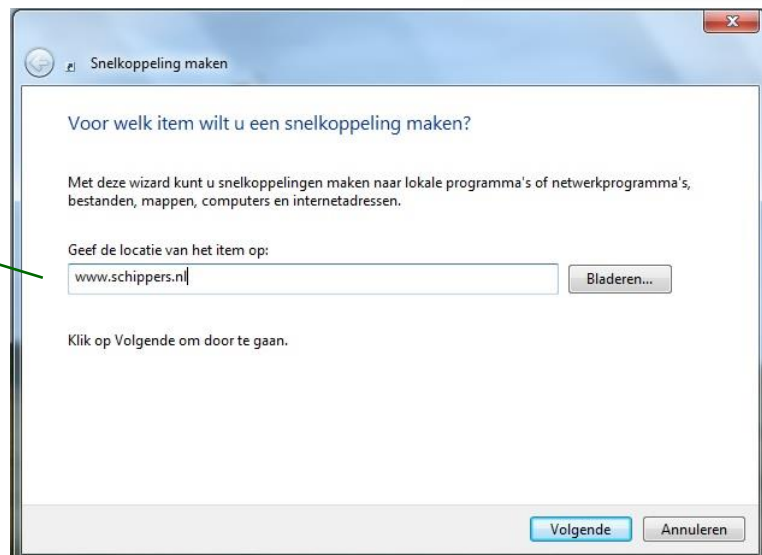 Snelkoppeling maken
Voor welk item wilt u een snelkoppeling maken?
Met deze wizard kunt u snelkoppelingen maken naar lokale programma's of netwerkprogramma's,
bestanden, mappen, computers en internetadressen.
Geef de locatie van het item op:
www.schippers.nl
Bladeren...
Klik op Volgende om door te gaan.
Volgende
Annuleren